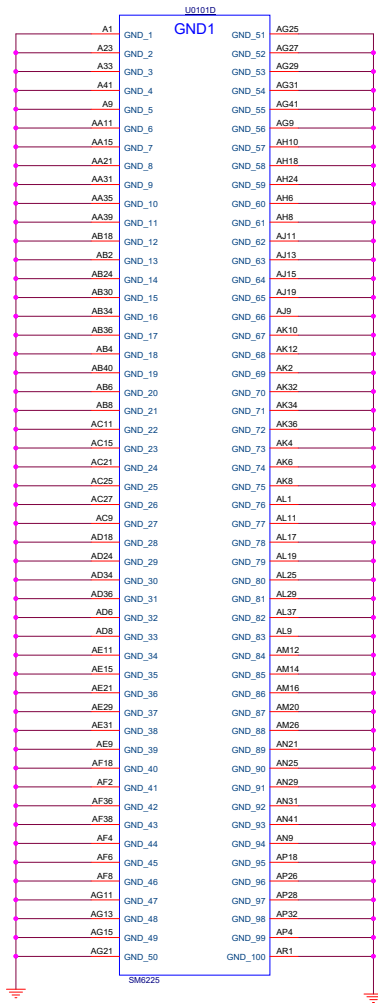 U0101D
GND1
A1 GND_1 GND_51 AG25
A23 GND_2 GND_52 AG27
A33 GND_3 GND_53 AG29
A41 GND_4 GND_54 AG31
A9 GND_5 GND_55 AG41
AA11 GND_6 GND_56 AG9
AA15 GND_7 GND_57 AH10
AA21 GND_8 GND_58 AH18
AA31 GND_9 GND_59 AH24
AA35 GND_10 GND_60 AH6
AA39 GND_11 GND_61 AH8
AB18 GND_12 GND_62 AJ11
AB2 GND_13 GND_63 AJ13
AB24 GND_14 GND_64 AJ15
AB30 GND_15 GND_65 AJ19
AB34 GND_16 GND_66 AJ9
AB36 GND_17 GND_67 AK10
AB4 GND_18 GND_68 AK12
AB40 GND_19 GND_69 AK2
AB6 GND_20 GND_70 AK32
AB8 GND_21 GND_71 AK34
AC11 GND_22 GND_72 AK36
AC15 GND_23 GND_73 AK4
AC21 GND_24 GND_74 AK6
AC25 GND_25 GND_75 AK8
AC27 GND_26 GND_76 AL1
AC9 GND_27 GND_77 AL11
AD18 GND_28 GND_78 AL17
AD24 GND_29 GND_79 AL19
AD34 GND_30 GND_80 AL25
AD36 GND_31 GND_81 AL29
AD6 GND_32 GND_82 AL37
AD8 GND_33 GND_83 AL9
AE11 GND_34 GND_84 AM12
AE15 GND_35 GND_85 AM14
AE21 GND_36 GND_86 AM16
AE29 GND_37 GND_87 AM20
AE31 GND_38 GND_88 AM26
AE9 GND_39 GND_89 AN21
AF18 GND_40 GND_90 AN25
AF2 GND_41 GND_91 AN29
AF36 GND_42 GND_92 AN31
AF38 GND_43 GND_93 AN41
AF4 GND_44 GND_94 AN9
AF6 GND_45 GND_95 AP18
AF8 GND_46 GND_96 AP26
AG11 GND_47 GND_97 AP28
AG13 GND_48 GND_98 AP32
AG15 GND_49 GND_99 AP4
AG21 GND_50 GND_100 AR1
SM6225